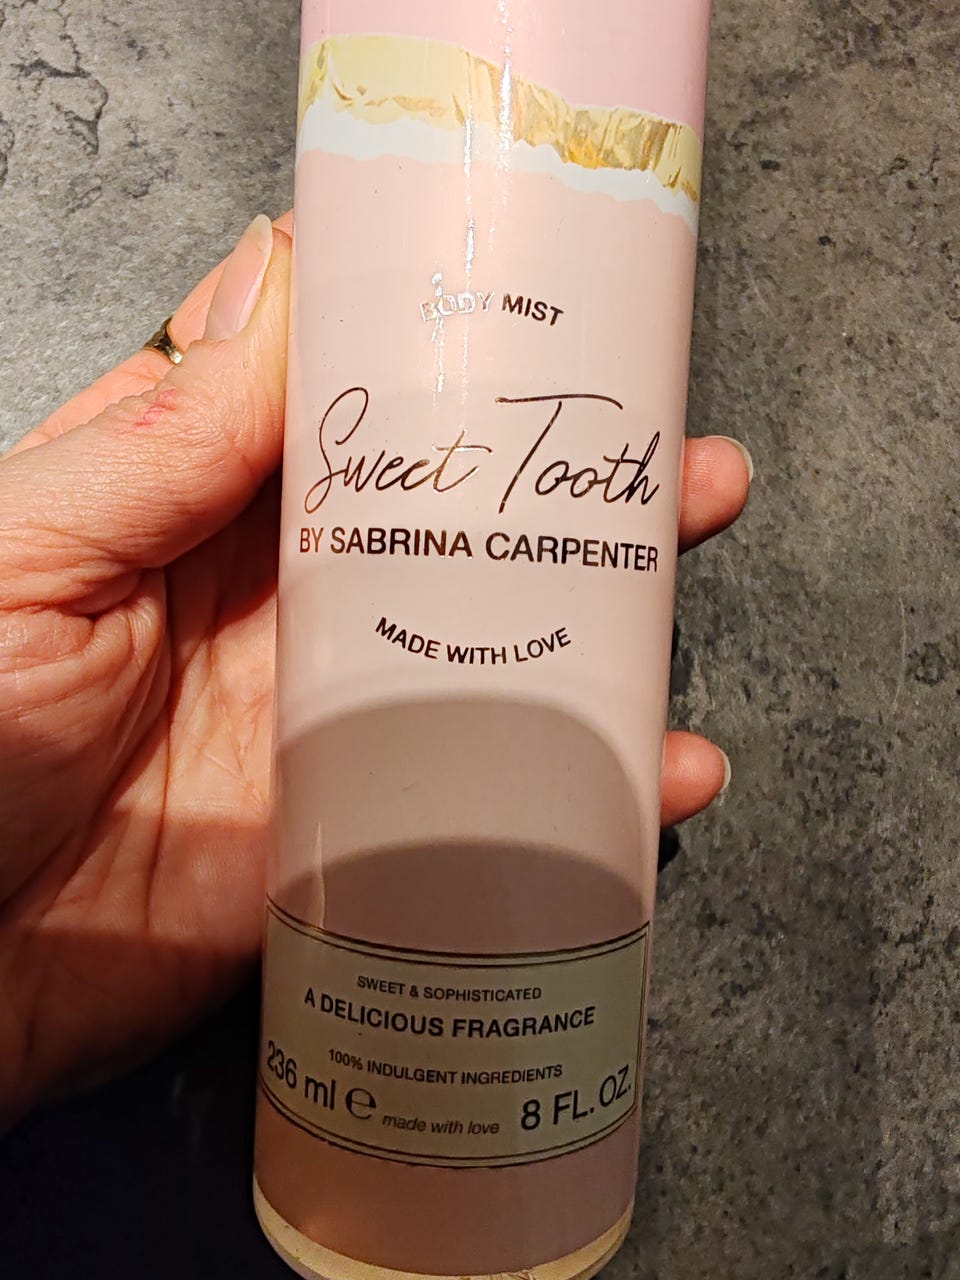 BODY MIST
Sweet Tooth
BY SABRINA CARPENTER
MADE WITH LOVE
SWEET & SOPHISTICATED
A DELICIOUS FRAGRANCE
100% INDULGENT INGREDIENTS
236 ml ℮ made with love 8 FL. OZ.